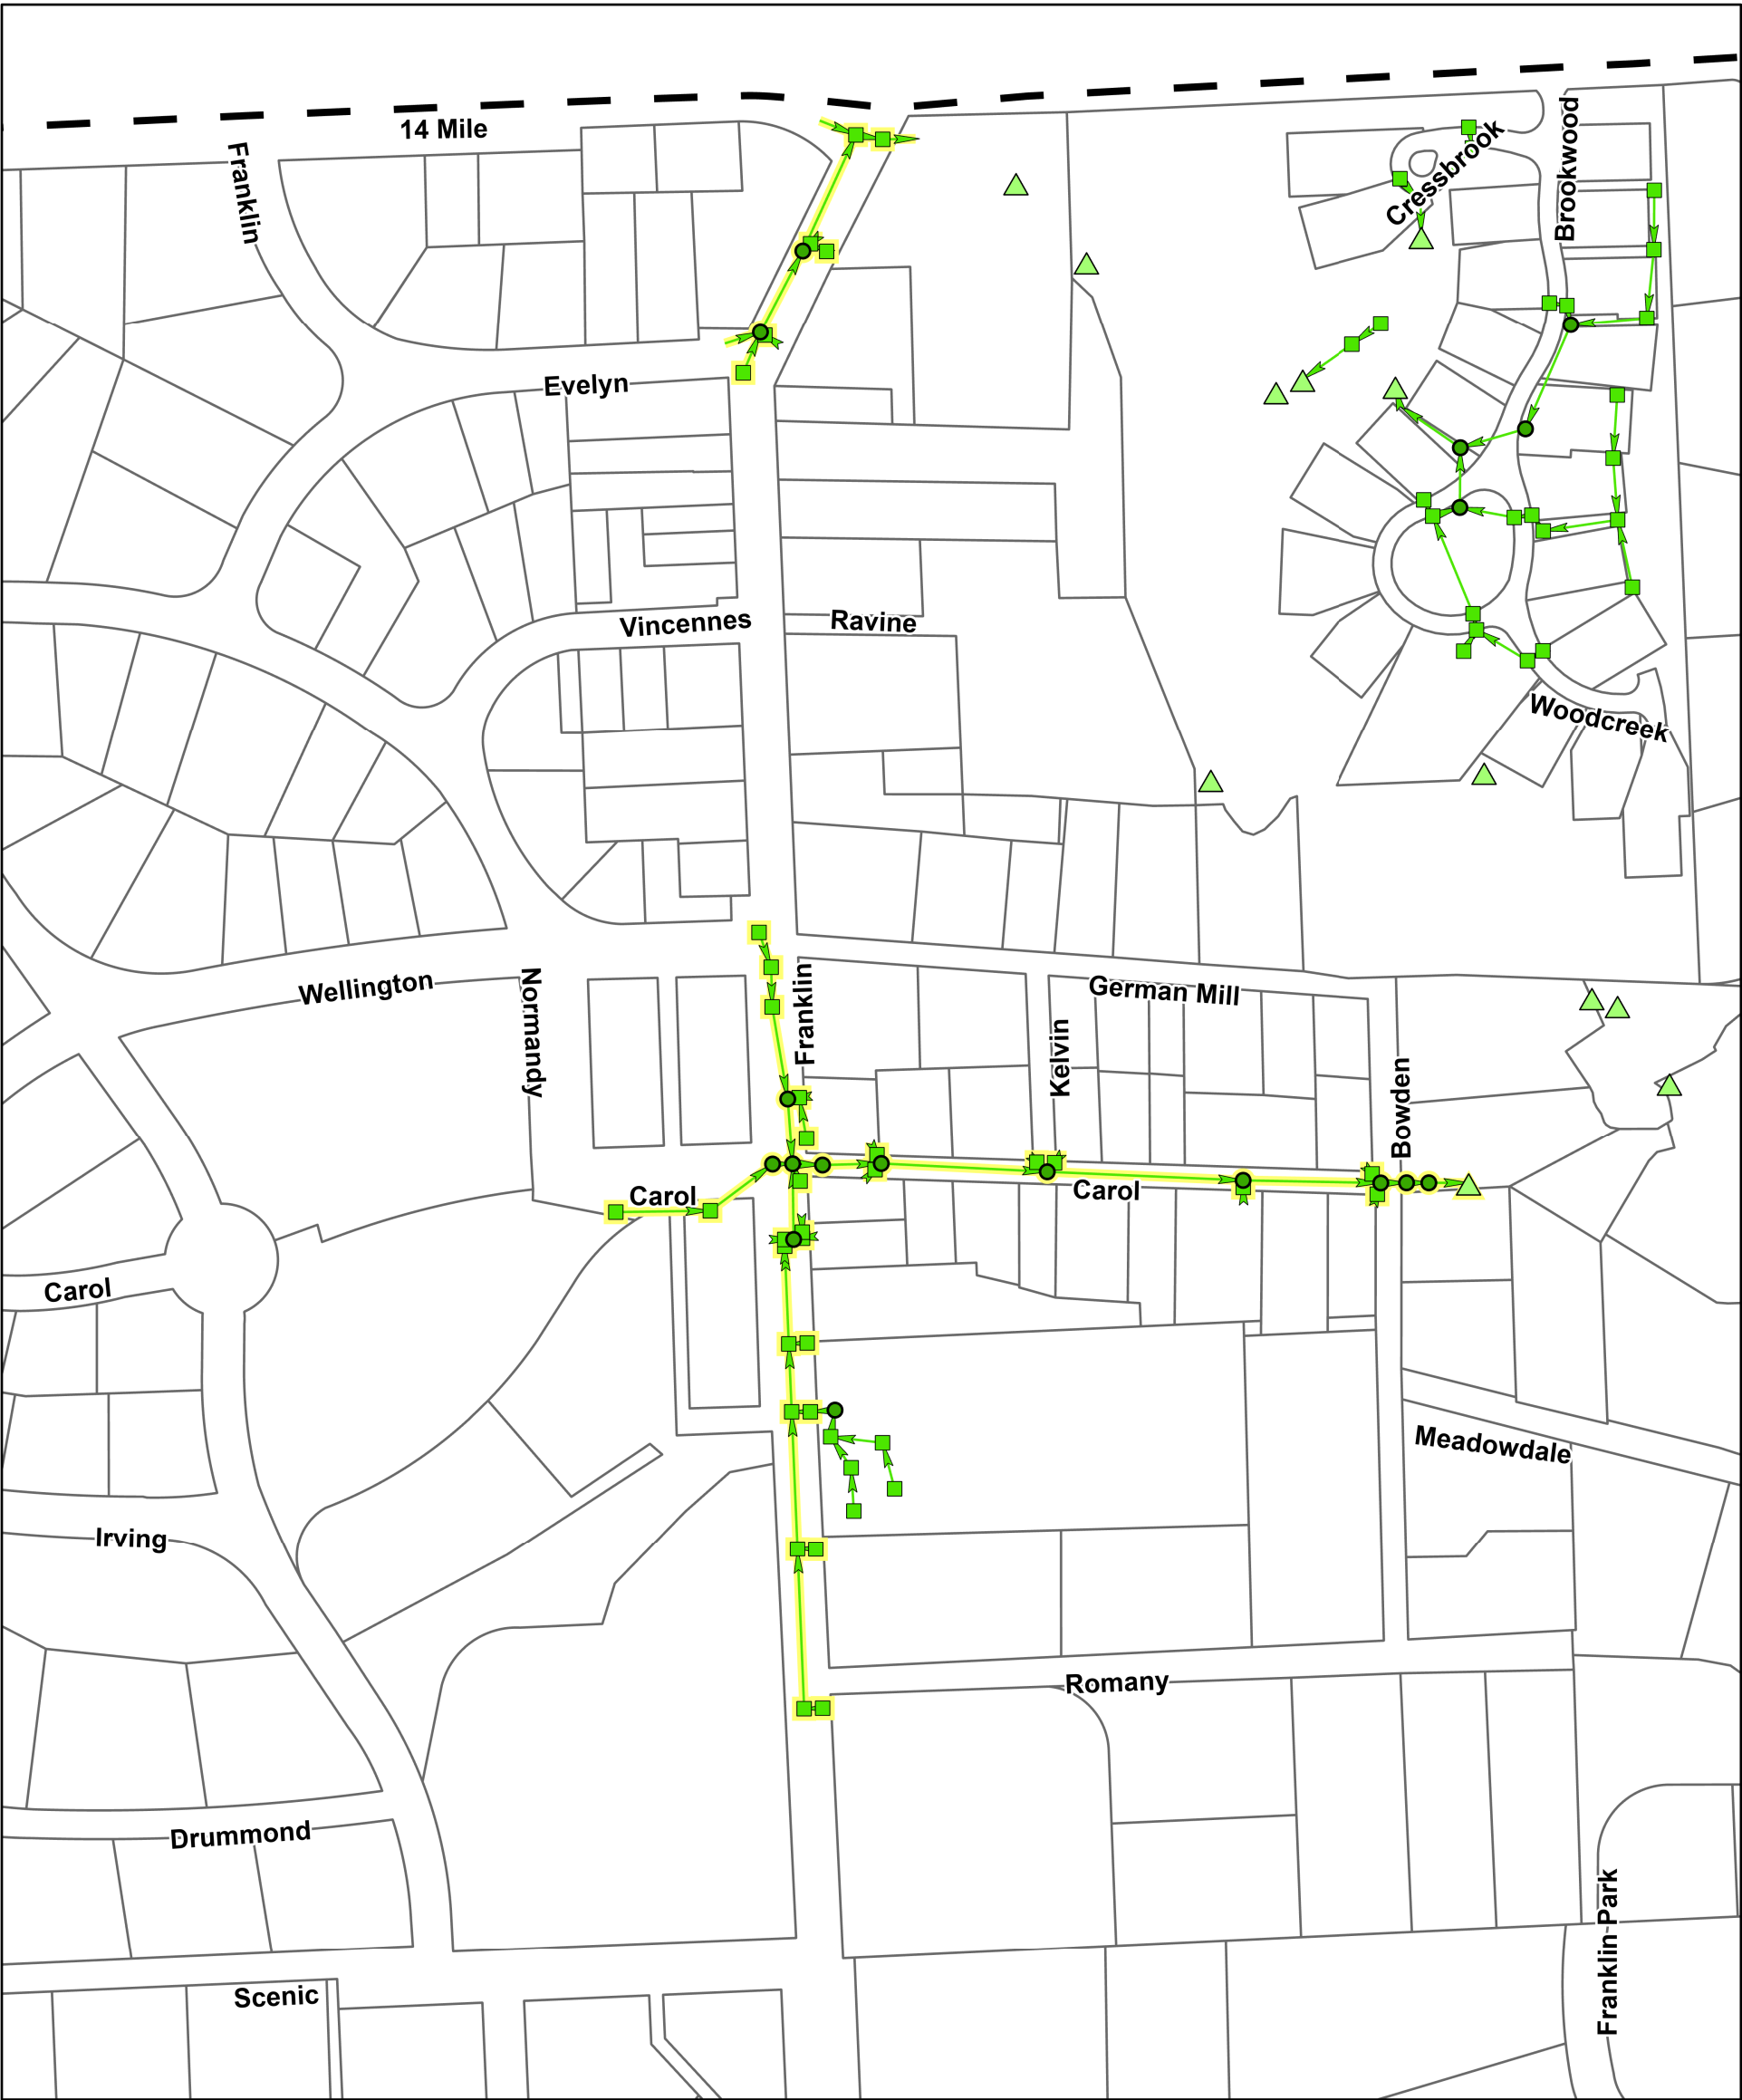 14 Mile
Franklin
Brookwood
Cressbrook
Evelyn
Vincennes
Ravine
Woodcreek
Wellington
Normandy
Franklin
German Mill
Kelvin
Bowden
Carol
Carol
Carol
Meadowdale
Irving
Romany
Drummond
Franklin Park
Scenic